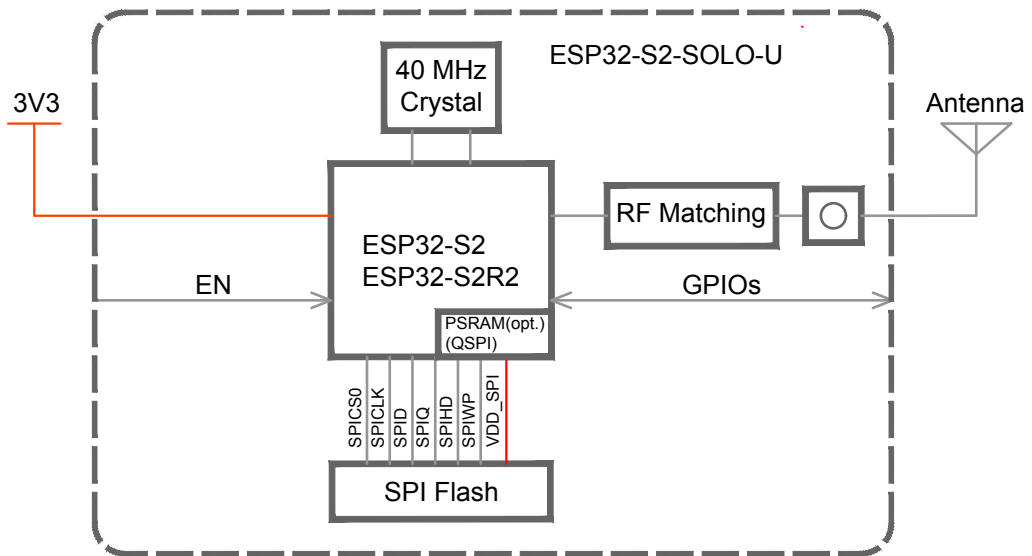 ESP32-S2-SOLO-U
40 MHz
Crystal
3V3
Antenna
RF Matching
ESP32-S2
ESP32-S2R2
EN
GPIOs
PSRAM(opt.)
(QSPI)
SPICS0
SPICLK
SPID
SPIQ
SPIHD
SPIWP
VDD_SPI
SPI Flash